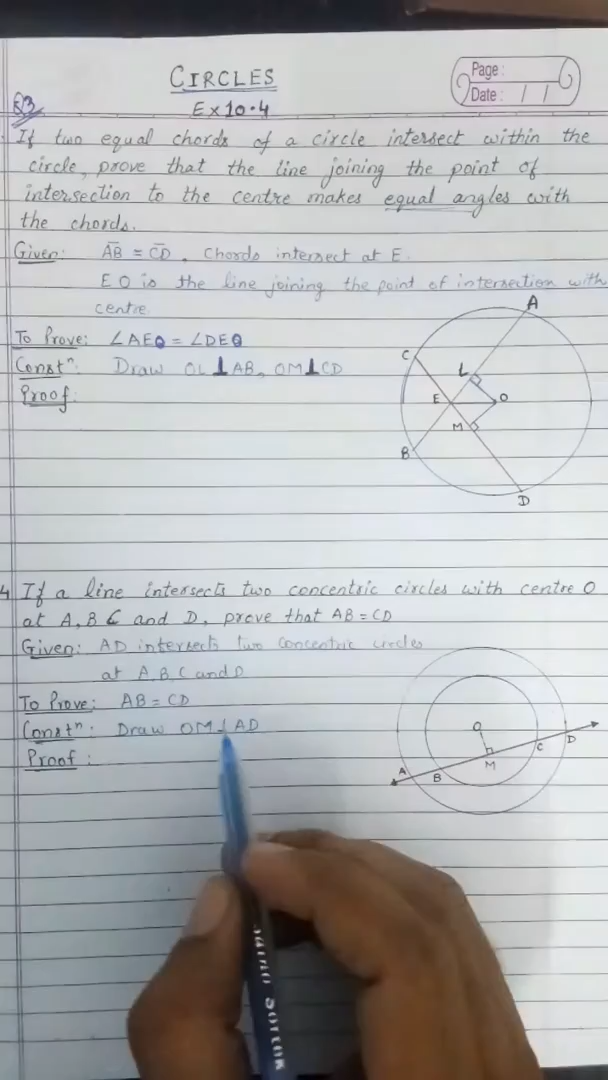 CIRCLES
Page :
Date : / /
Ex 10.4
Q3
If two equal chords of a circle intersect within the
circle, prove that the line joining the point of
intersection to the centre makes equal angles with
the chords.
Given: AB = CD, Chords intersect at E.
EO is the line joining the point of intersection with
centre
To Prove: ∠AEO = ∠DEO
Constⁿ: Draw OL⊥AB, OM⊥CD
Proof:
A
C
L
E
O
M
B
D
4 If a line intersects two concentric circles with centre O
at A, B C and D, prove that AB = CD
Given: AD intersects two concentric circles
at A, B, C and D
To Prove: AB = CD
Constⁿ: Draw OM⊥AD
Proof :
O
D
C
M
A
B